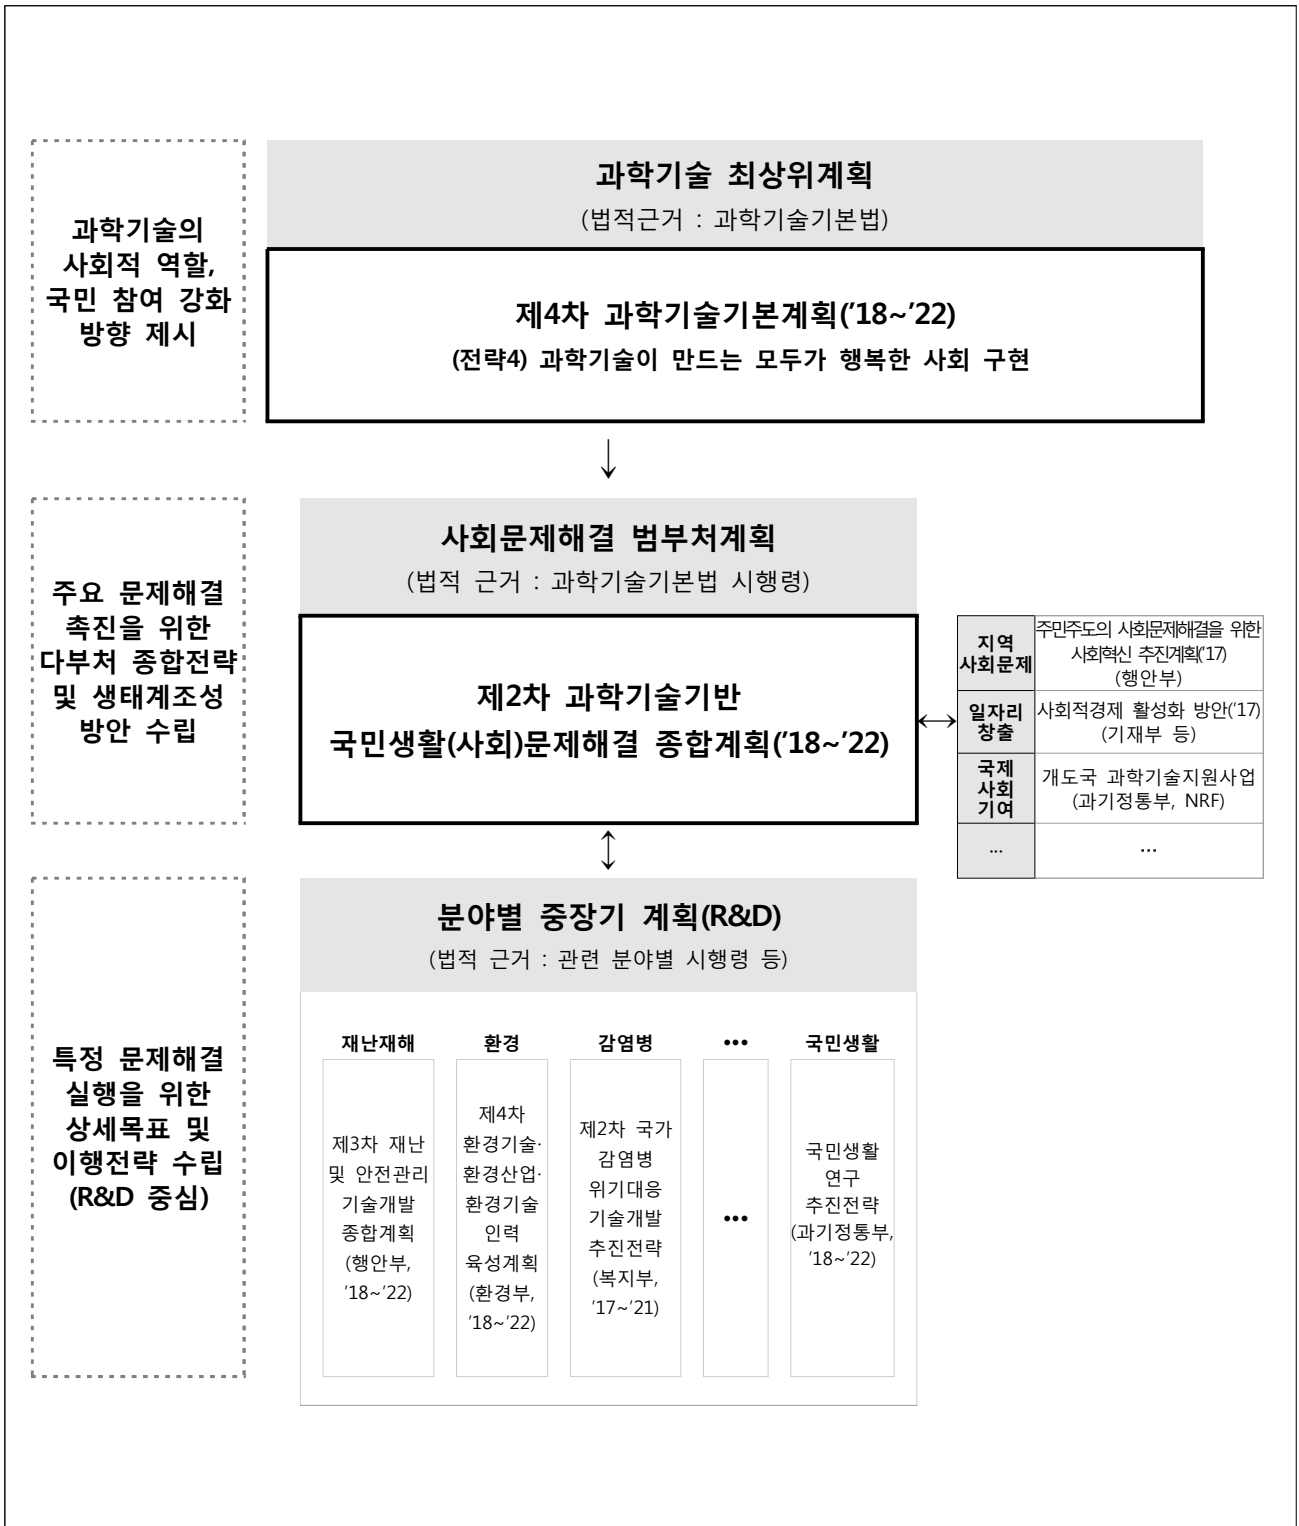 과학기술의
사회적 역할,
국민 참여 강화
방향 제시
과학기술 최상위계획
(법적근거 : 과학기술기본법)
제4차 과학기술기본계획('18~'22)
(전략4) 과학기술이 만드는 모두가 행복한 사회 구현
주요 문제해결
촉진을 위한
다부처 종합전략
및 생태계조성
방안 수립
사회문제해결 범부처계획
(법적 근거 : 과학기술기본법 시행령)
제2차 과학기술기반
국민생활(사회)문제해결 종합계획('18~'22)
지역
사회문제
주민주도의 사회문제해결을 위한
사회혁신 추진계획('17)
(행안부)
일자리
창출
사회적경제 활성화 방안('17)
(기재부 등)
국제
사회
기여
개도국 과학기술지원사업
(과기정통부, NRF)
...
...
특정 문제해결
실행을 위한
상세목표 및
이행전략 수립
(R&D 중심)
분야별 중장기 계획(R&D)
(법적 근거 : 관련 분야별 시행령 등)
재난재해
제3차 재난
및 안전관리
기술개발
종합계획
(행안부,
'18~'22)
환경
제4차
환경기술·
환경산업·
환경기술
인력
육성계획
(환경부,
'18~'22)
감염병
제2차 국가
감염병
위기대응
기술개발
추진전략
(복지부,
'17~'21)
•••
•••
국민생활
국민생활
연구
추진전략
(과기정통부,
'18~'22)